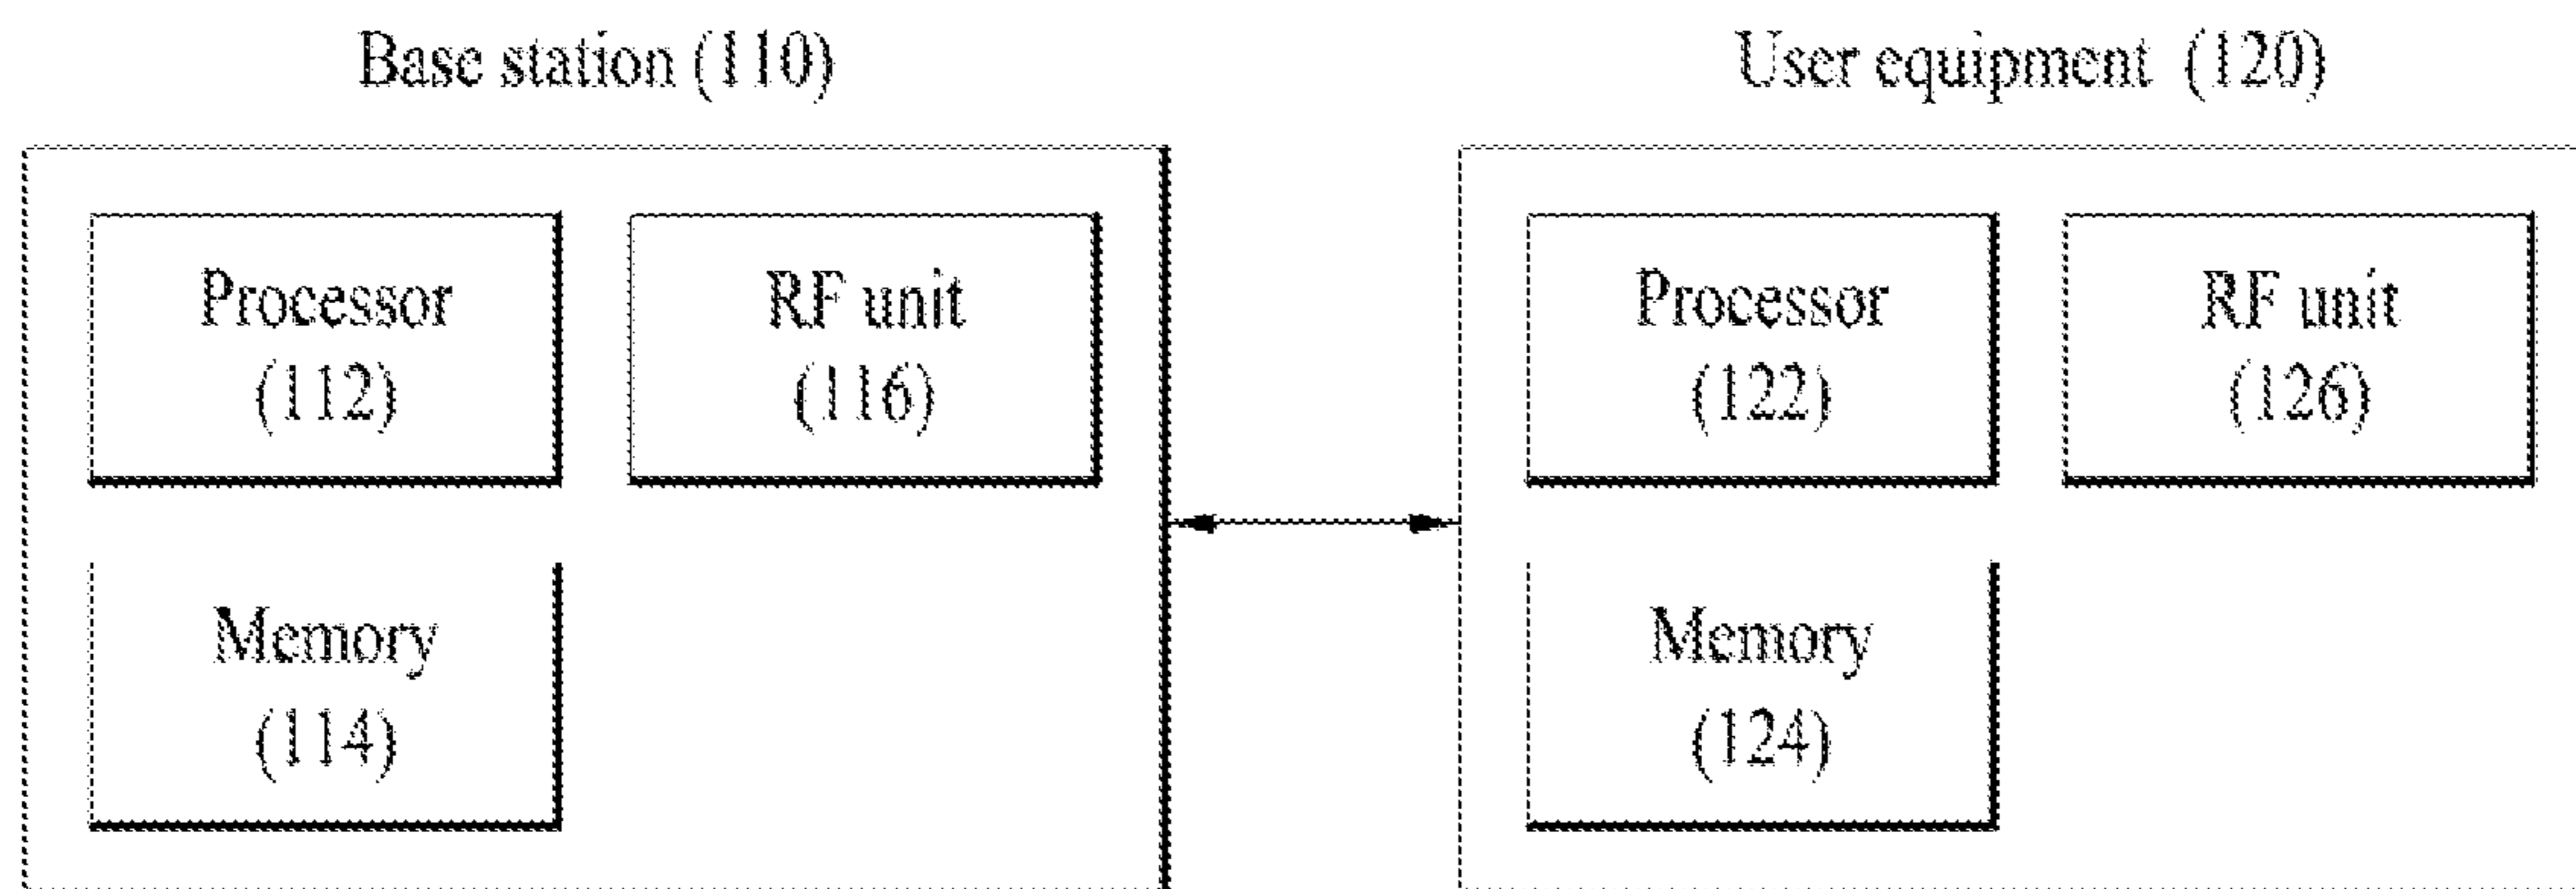 Base station (110)
User equipment (120)
Processor
(112)
RF unit
(116)
Memory
(114)
Processor
(122)
RF unit
(126)
Memory
(124)